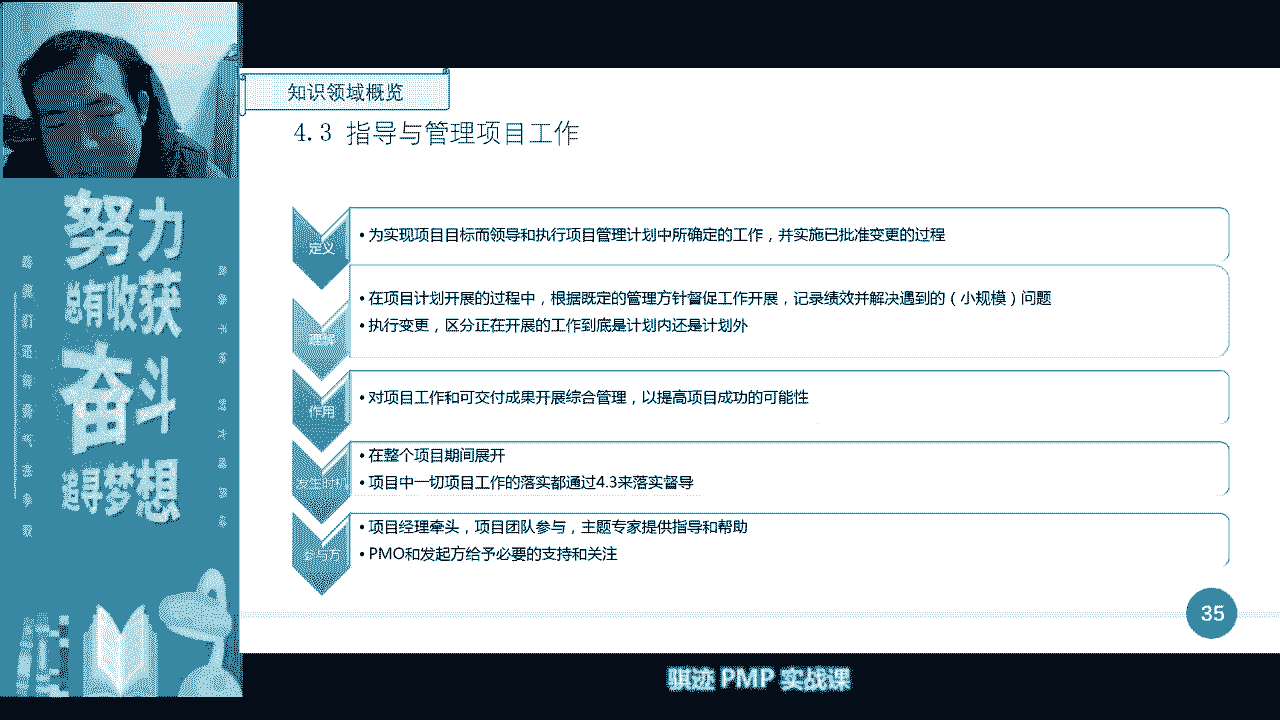 知识领域概览
4.3 指导与管理项目工作
定义
• 为实现项目目标而领导和执行项目管理计划中所确定的工作，并实施已批准变更的过程
理解
• 在项目计划开展的过程中，根据既定的管理方针督促工作开展，记录绩效并解决遇到的（小规模）问题
• 执行变更，区分正在开展的工作到底是计划内还是计划外
作用
• 对项目工作和可交付成果开展综合管理，以提高项目成功的可能性
发生时机
• 在整个项目期间展开
• 项目中一切项目工作的落实都通过4.3来落实督导
参与方
• 项目经理牵头，项目团队参与，主题专家提供指导和帮助
• PMO和发起方给予必要的支持和关注
35
努力
总有收获
奋斗
追寻梦想
骐迹 PMP 实战课